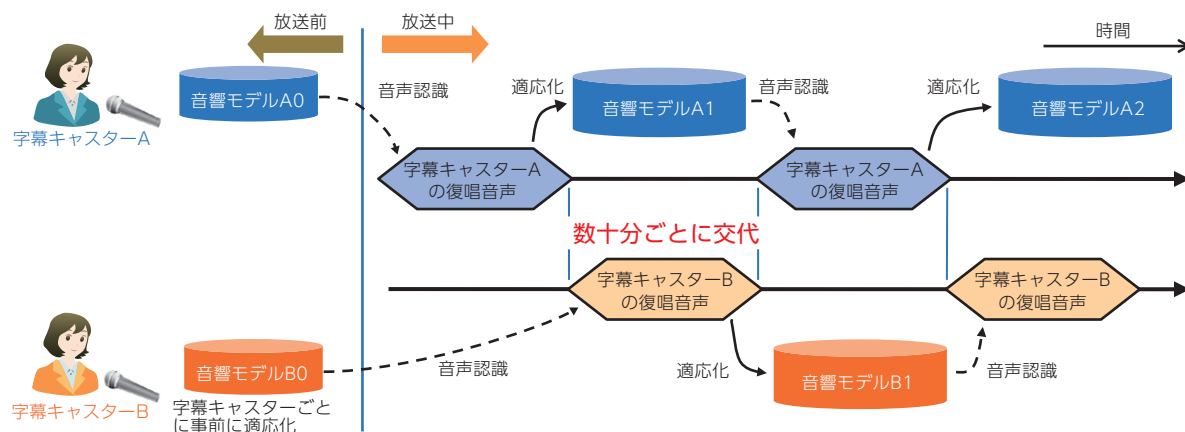 放送前
放送中
時間
音響モデルA0
音声認識
適応化
音響モデルA1
音声認識
適応化
音響モデルA2
字幕キャスターA
字幕キャスターA
の復唱音声
字幕キャスターA
の復唱音声
数十分ごとに交代
字幕キャスターB
の復唱音声
字幕キャスターB
の復唱音声
音響モデルB0
音声認識
適応化
音響モデルB1
音声認識
字幕キャスターB
字幕キャスターごと
に事前に適応化